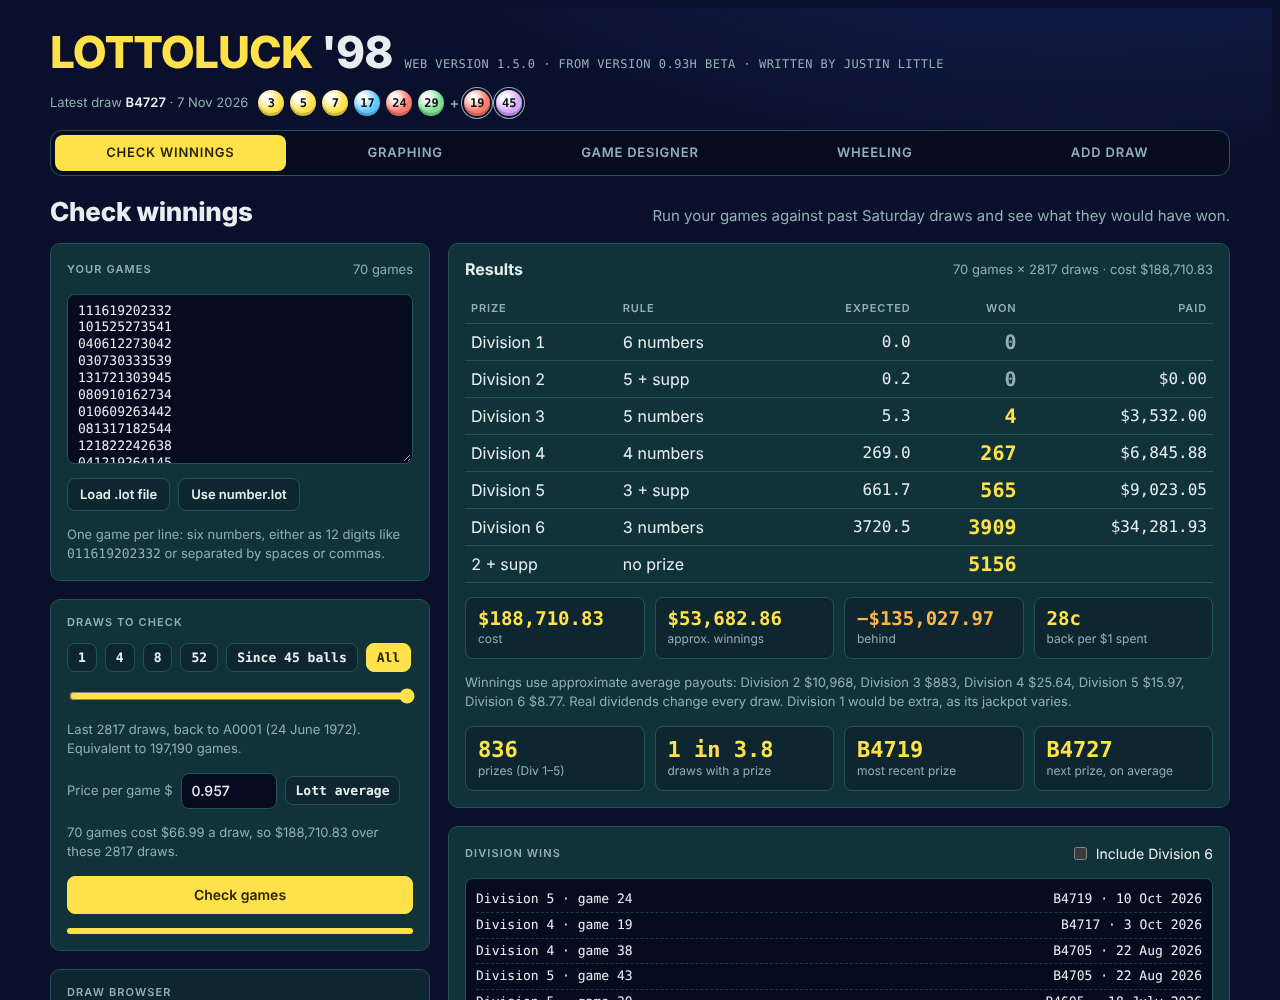 LOTTOLUCK '98 WEB VERSION 1.5.0 · FROM VERSION 0.93H BETA · WRITTEN BY JUSTIN LITTLE
Latest draw B4727 · 7 Nov 2026 3 5 7 17 24 29 + 19 45
CHECK WINNINGS GRAPHING GAME DESIGNER WHEELING ADD DRAW
Check winnings Run your games against past Saturday draws and see what they would have won.
YOUR GAMES 70 games
111619202332
101525273541
040612273042
030730333539
131721303945
080910162734
010609263442
081317182544
121822242638
041219264145
Load .lot file Use number.lot
One game per line: six numbers, either as 12 digits like
011619202332 or separated by spaces or commas.
DRAWS TO CHECK
1 4 8 52 Since 45 balls All
Last 2817 draws, back to A0001 (24 June 1972).
Equivalent to 197,190 games.
Price per game $ 0.957 Lott average
70 games cost $66.99 a draw, so $188,710.83 over
these 2817 draws.
Check games
DRAW BROWSER
Results 70 games × 2817 draws · cost $188,710.83
PRIZE RULE EXPECTED WON PAID
Division 1 6 numbers 0.0 0
Division 2 5 + supp 0.2 0 $0.00
Division 3 5 numbers 5.3 4 $3,532.00
Division 4 4 numbers 269.0 267 $6,845.88
Division 5 3 + supp 661.7 565 $9,023.05
Division 6 3 numbers 3720.5 3909 $34,281.93
2 + supp no prize 5156
$188,710.83 $53,682.86 −$135,027.97 28c
cost approx. winnings behind back per $1 spent
Winnings use approximate average payouts: Division 2 $10,968, Division 3 $883, Division 4 $25.64, Division 5 $15.97,
Division 6 $8.77. Real dividends change every draw. Division 1 would be extra, as its jackpot varies.
836 1 in 3.8 B4719 B4727
prizes (Div 1–5) draws with a prize most recent prize next prize, on average
DIVISION WINS Include Division 6
Division 5 · game 24 B4719 · 10 Oct 2026
Division 4 · game 19 B4717 · 3 Oct 2026
Division 4 · game 38 B4705 · 22 Aug 2026
Division 5 · game 43 B4705 · 22 Aug 2026